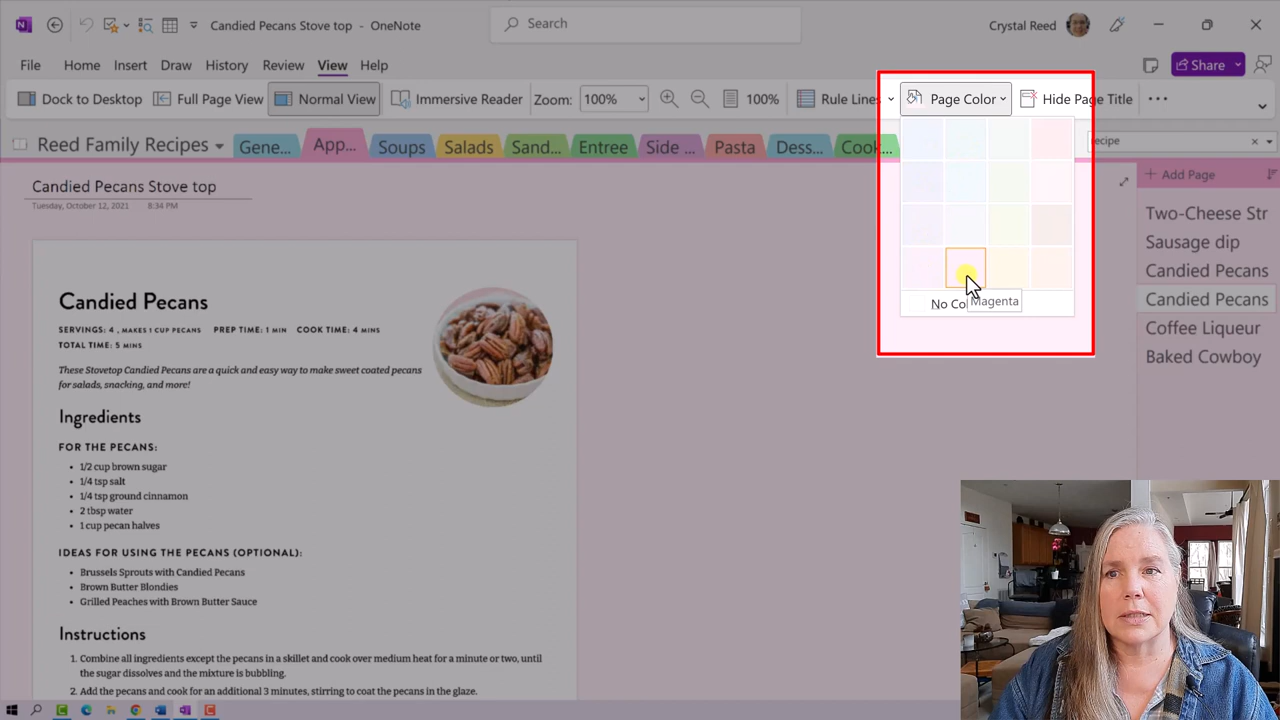 Candied Pecans Stove top - OneNote
Search
Crystal Reed
File Home Insert Draw History Review View Help
Share
Dock to Desktop Full Page View Normal View Immersive Reader Zoom: 100% 100% Rule Lines Page Color Hide Page Title
Reed Family Recipes Gene... App... Soups Salads Sand... Entree Side ... Pasta Dess... Cook...
recipe
Candied Pecans Stove top
Tuesday, October 12, 2021 8:34 PM
Add Page
Two-Cheese Str
Sausage dip
Candied Pecans
Candied Pecans
Coffee Liqueur
Baked Cowboy
No Co
Magenta
Candied Pecans
SERVINGS: 4 , MAKES 1 CUP PECANS PREP TIME: 1 MIN COOK TIME: 4 MINS
TOTAL TIME: 5 MINS
These Stovetop Candied Pecans are a quick and easy way to make sweet coated pecans
for salads, snacking, and more!
Ingredients
FOR THE PECANS:
• 1/2 cup brown sugar
• 1/4 tsp salt
• 1/4 tsp ground cinnamon
• 2 tbsp water
• 1 cup pecan halves
IDEAS FOR USING THE PECANS (OPTIONAL):
• Brussels Sprouts with Candied Pecans
• Brown Butter Blondies
• Grilled Peaches with Brown Butter Sauce
Instructions
1. Combine all ingredients except the pecans in a skillet and cook over medium heat for a minute or two, until
the sugar dissolves and the mixture is bubbling.
2. Add the pecans and cook for an additional 3 minutes, stirring to coat the pecans in the glaze.